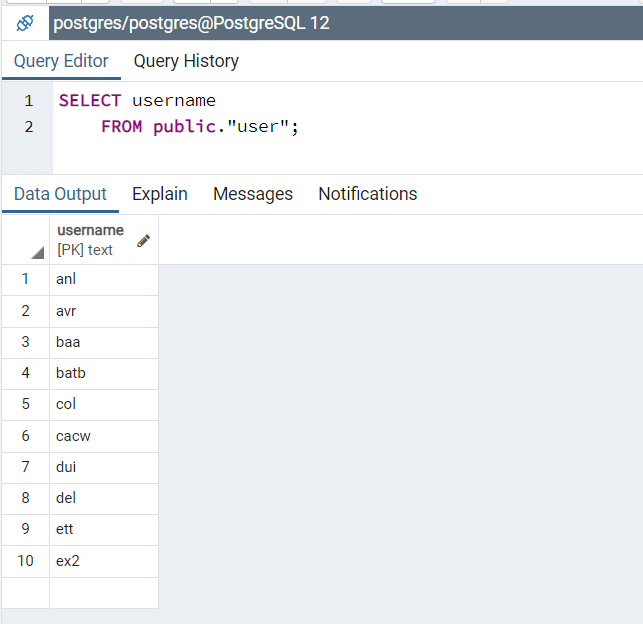 postgres/postgres@PostgreSQL 12
Query Editor Query History
1 SELECT username
2 FROM public."user";
Data Output Explain Messages Notifications
username
[PK] text
1 anl
2 avr
3 baa
4 batb
5 col
6 cacw
7 dui
8 del
9 ett
10 ex2